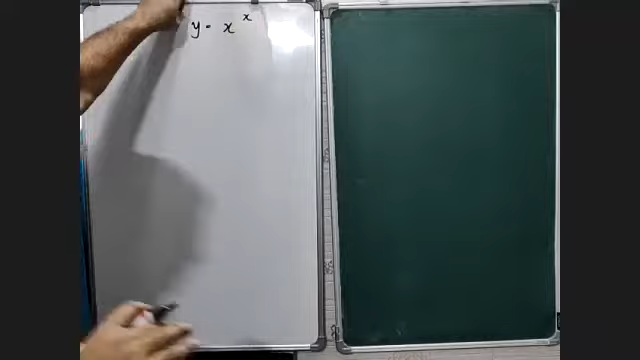 y = x^x